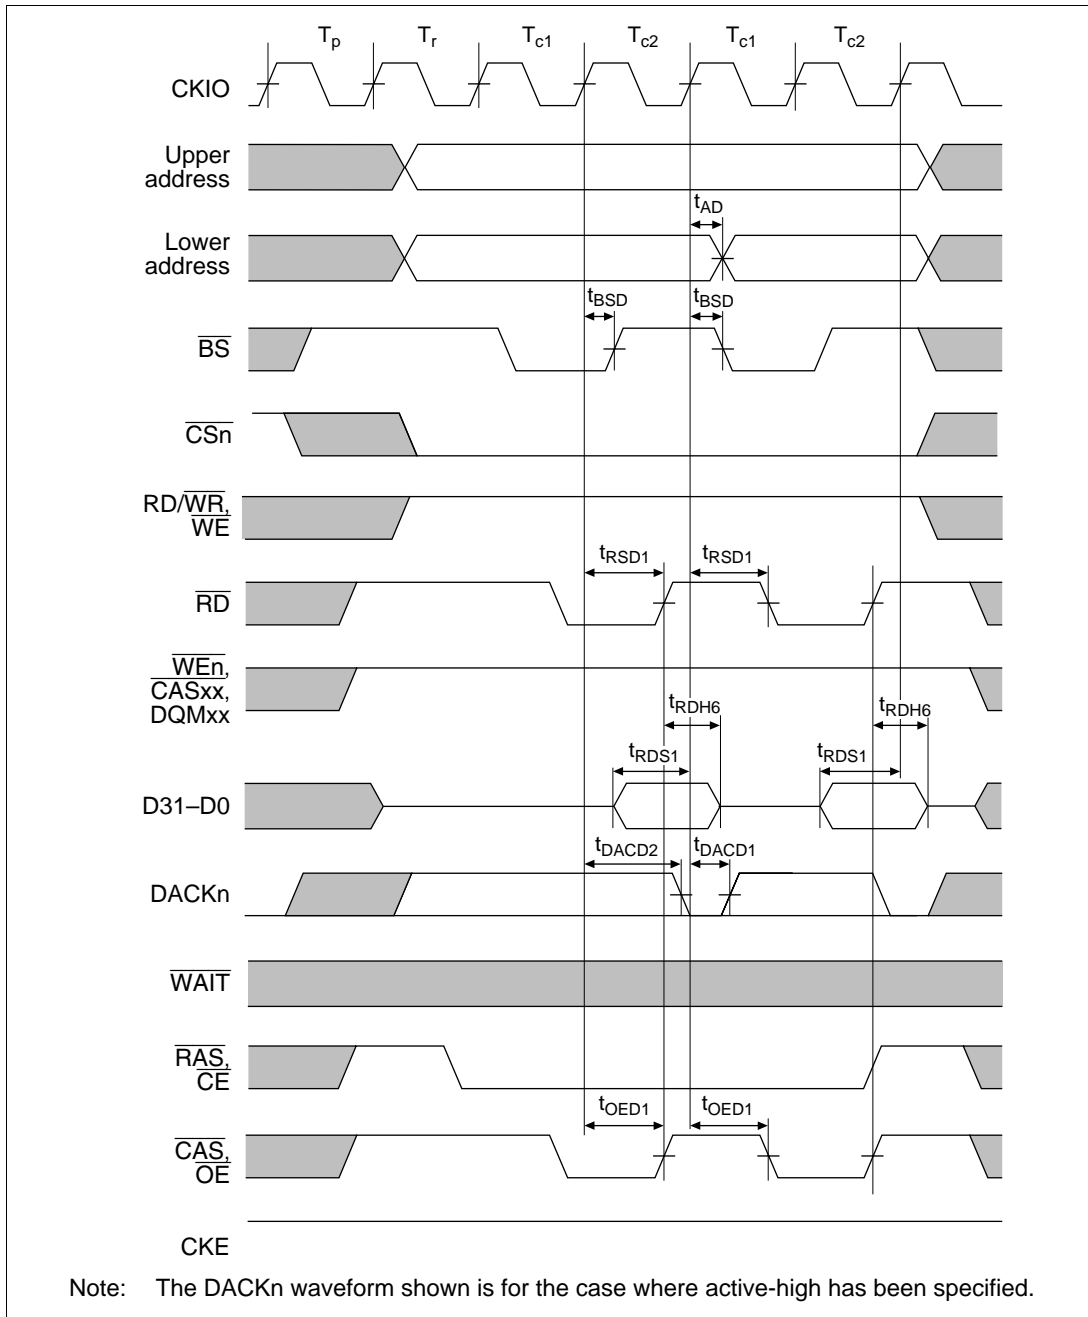 Tp Tr Tc1 Tc2 Tc1 Tc2
CKIO
Upper
address
tAD
Lower
address
tBSD tBSD
BS
CSn
RD/WR,
WE
tRSD1 tRSD1
RD
WEn,
CASxx,
DQMxx
tRDH6 tRDH6
tRDS1 tRDS1
D31–D0
tDACD2 tDACD1
DACKn
WAIT
RAS,
CE
tOED1 tOED1
CAS,
OE
CKE
Note: The DACKn waveform shown is for the case where active-high has been specified.